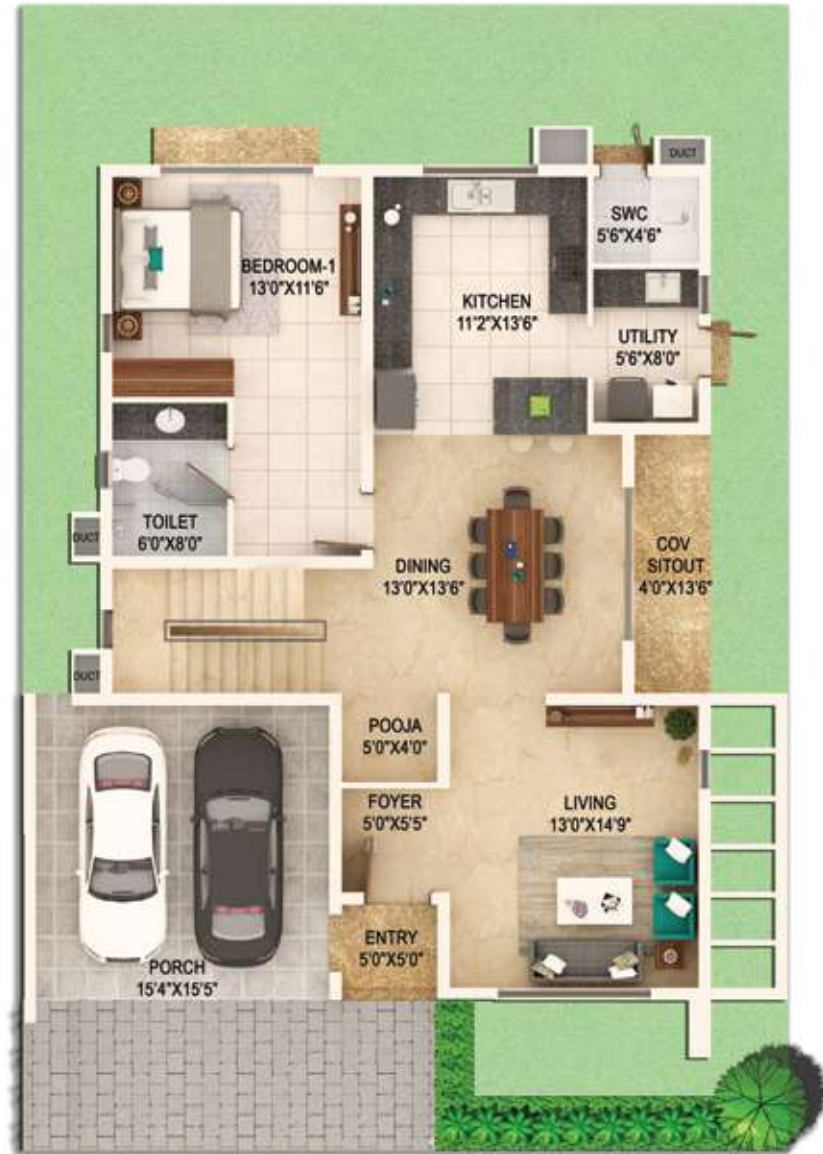 DUCT
SWC
5'6"X4'6"
BEDROOM-1
13'0"X11'6"
KITCHEN
11'2"X13'6"
UTILITY
5'6"X8'0"
TOILET
6'0"X8'0"
DUCT
DINING
13'0"X13'6"
COV
SITOUT
4'0"X13'6"
DUCT
POOJA
5'0"X4'0"
FOYER
5'0"X5'5"
LIVING
13'0"X14'9"
ENTRY
5'0"X5'0"
PORCH
15'4"X15'5"